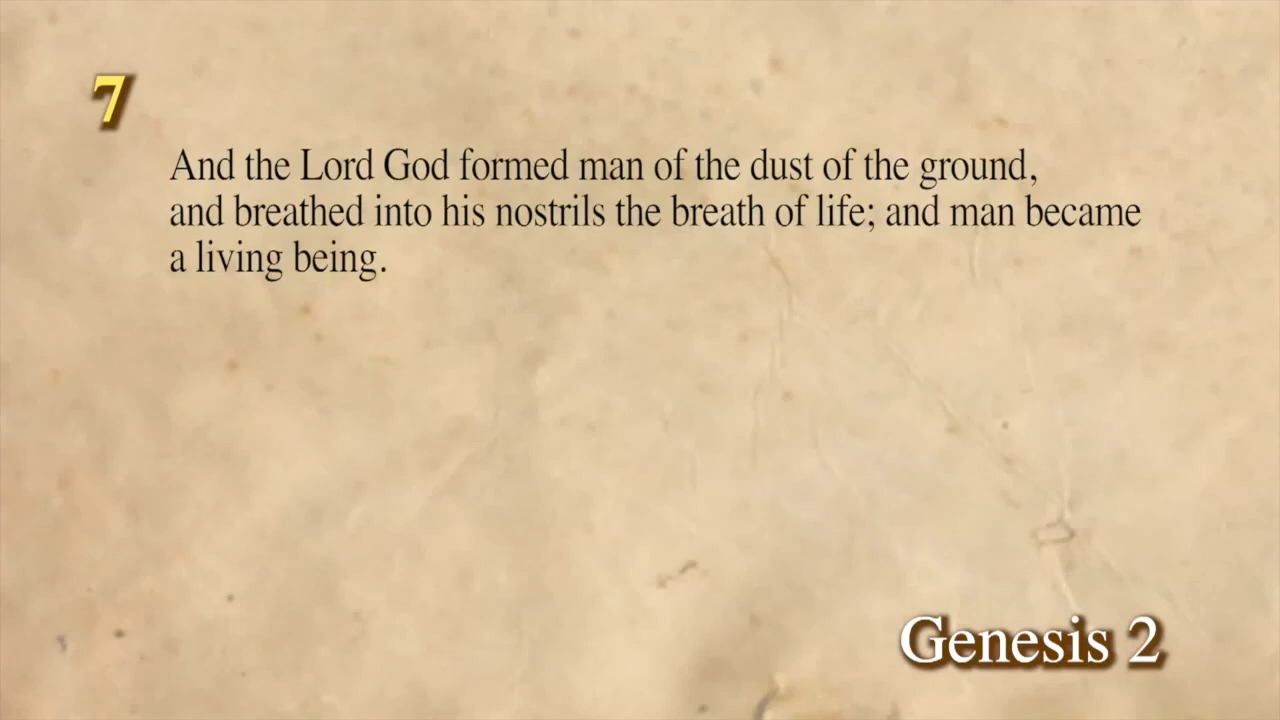 7
And the Lord God formed man of the dust of the ground,
and breathed into his nostrils the breath of life; and man became
a living being.
Genesis 2